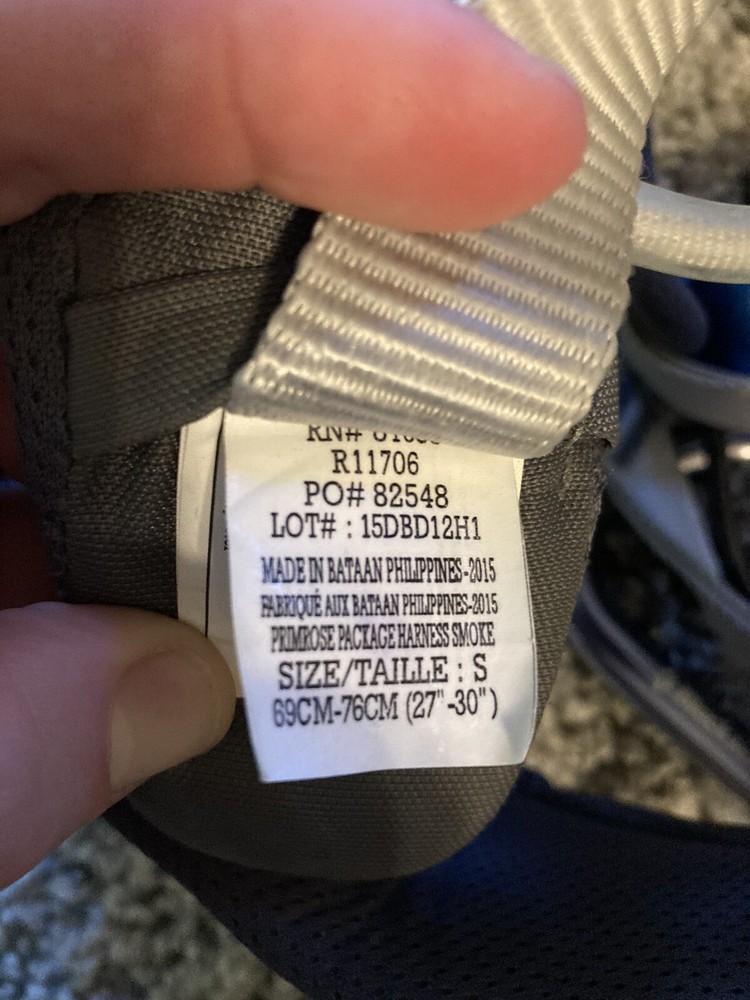 RN#
R11706
PO# 82548
LOT# : 15DBD12H1
MADE IN BATAAN PHILIPPINES-2015
FABRIQUÉ AUX BATAAN PHILIPPINES-2015
PRIMROSE PACKAGE HARNESS SMOKE
SIZE/TAILLE : S
69CM-76CM (27"-30")